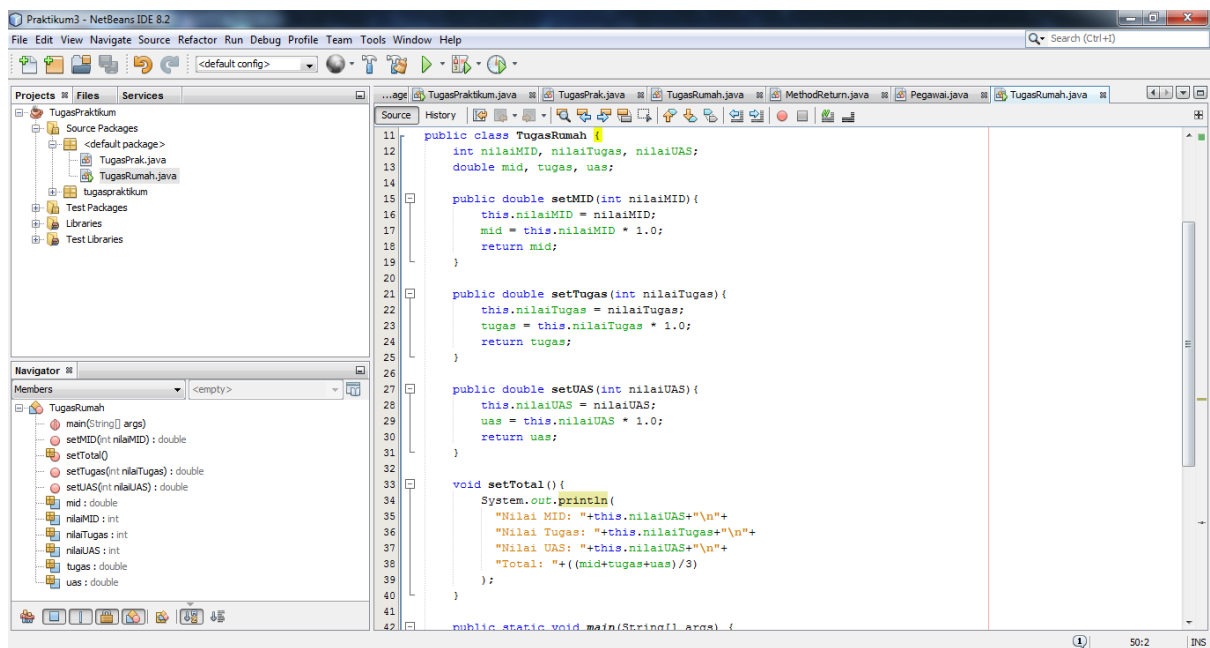 Praktikum3 - NetBeans IDE 8.2
File Edit View Navigate Source Refactor Run Debug Profile Team Tools Window Help
Search (Ctrl+I)
<default config>
Projects Files Services
TugasPraktikum
Source Packages
<default package>
TugasPrak.java
TugasRumah.java
tugaspraktikum
Test Packages
Libraries
Test Libraries
Navigator
Members <empty>
TugasRumah
main(String[] args)
setMID(int nilaiMID) : double
setTotal()
setTugas(int nilaiTugas) : double
setUAS(int nilaiUAS) : double
mid : double
nilaiMID : int
nilaiTugas : int
nilaiUAS : int
tugas : double
uas : double
...age TugasPraktikum.java TugasPrak.java TugasRumah.java MethodReturn.java Pegawai.java TugasRumah.java
Source History
11 public class TugasRumah {
12 int nilaiMID, nilaiTugas, nilaiUAS;
13 double mid, tugas, uas;
14
15 public double setMID(int nilaiMID){
16 this.nilaiMID = nilaiMID;
17 mid = this.nilaiMID * 1.0;
18 return mid;
19 }
20
21 public double setTugas(int nilaiTugas){
22 this.nilaiTugas = nilaiTugas;
23 tugas = this.nilaiTugas * 1.0;
24 return tugas;
25 }
26
27 public double setUAS(int nilaiUAS){
28 this.nilaiUAS = nilaiUAS;
29 uas = this.nilaiUAS * 1.0;
30 return uas;
31 }
32
33 void setTotal(){
34 System.out.println(
35 "Nilai MID: "+this.nilaiUAS+"\n"+
36 "Nilai Tugas: "+this.nilaiTugas+"\n"+
37 "Nilai UAS: "+this.nilaiUAS+"\n"+
38 "Total: "+((mid+tugas+uas)/3)
39 );
40 }
41
42 public static void main(String[] args) {
1 50:2 INS